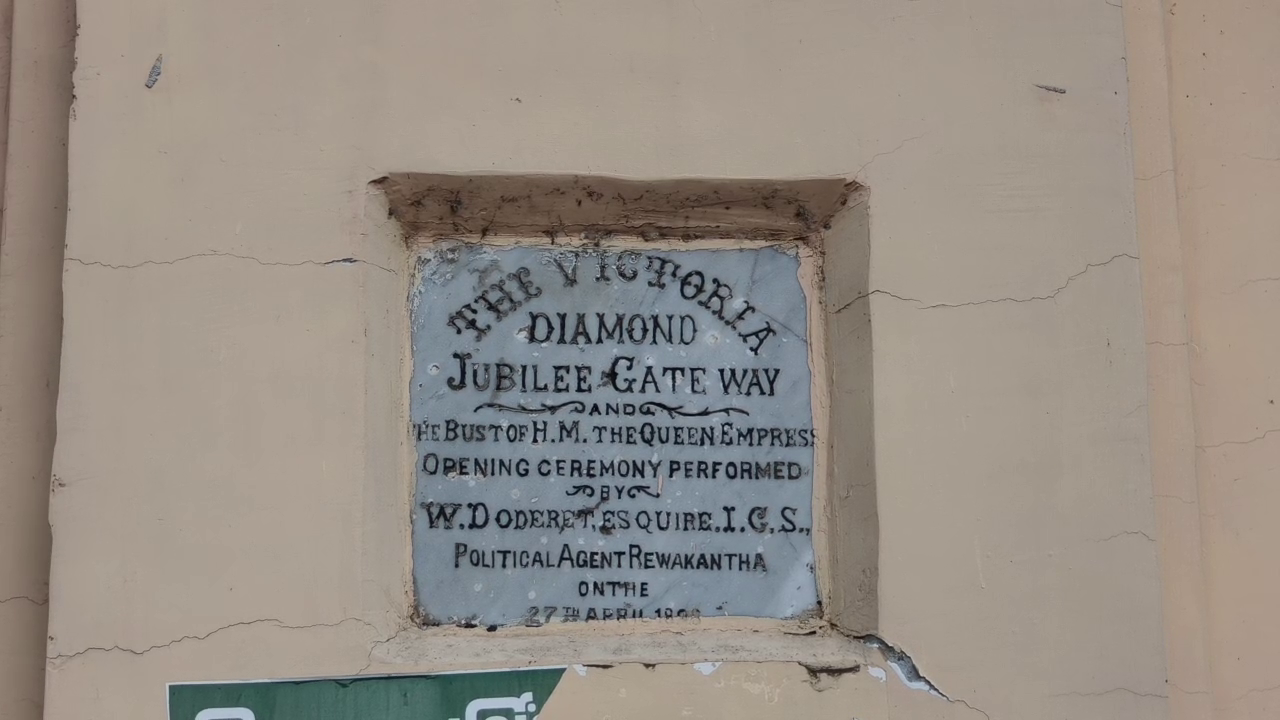 THE VICTORIA
DIAMOND
JUBILEE GATE WAY
AND
HE BUST OF H.M. THE QUEEN EMPRESS
OPENING CEREMONY PERFORMED
BY
W. DODERET, ESQUIRE. I.C.S.,
POLITICAL AGENT REWAKANTHA
ON THE
27TH APRIL